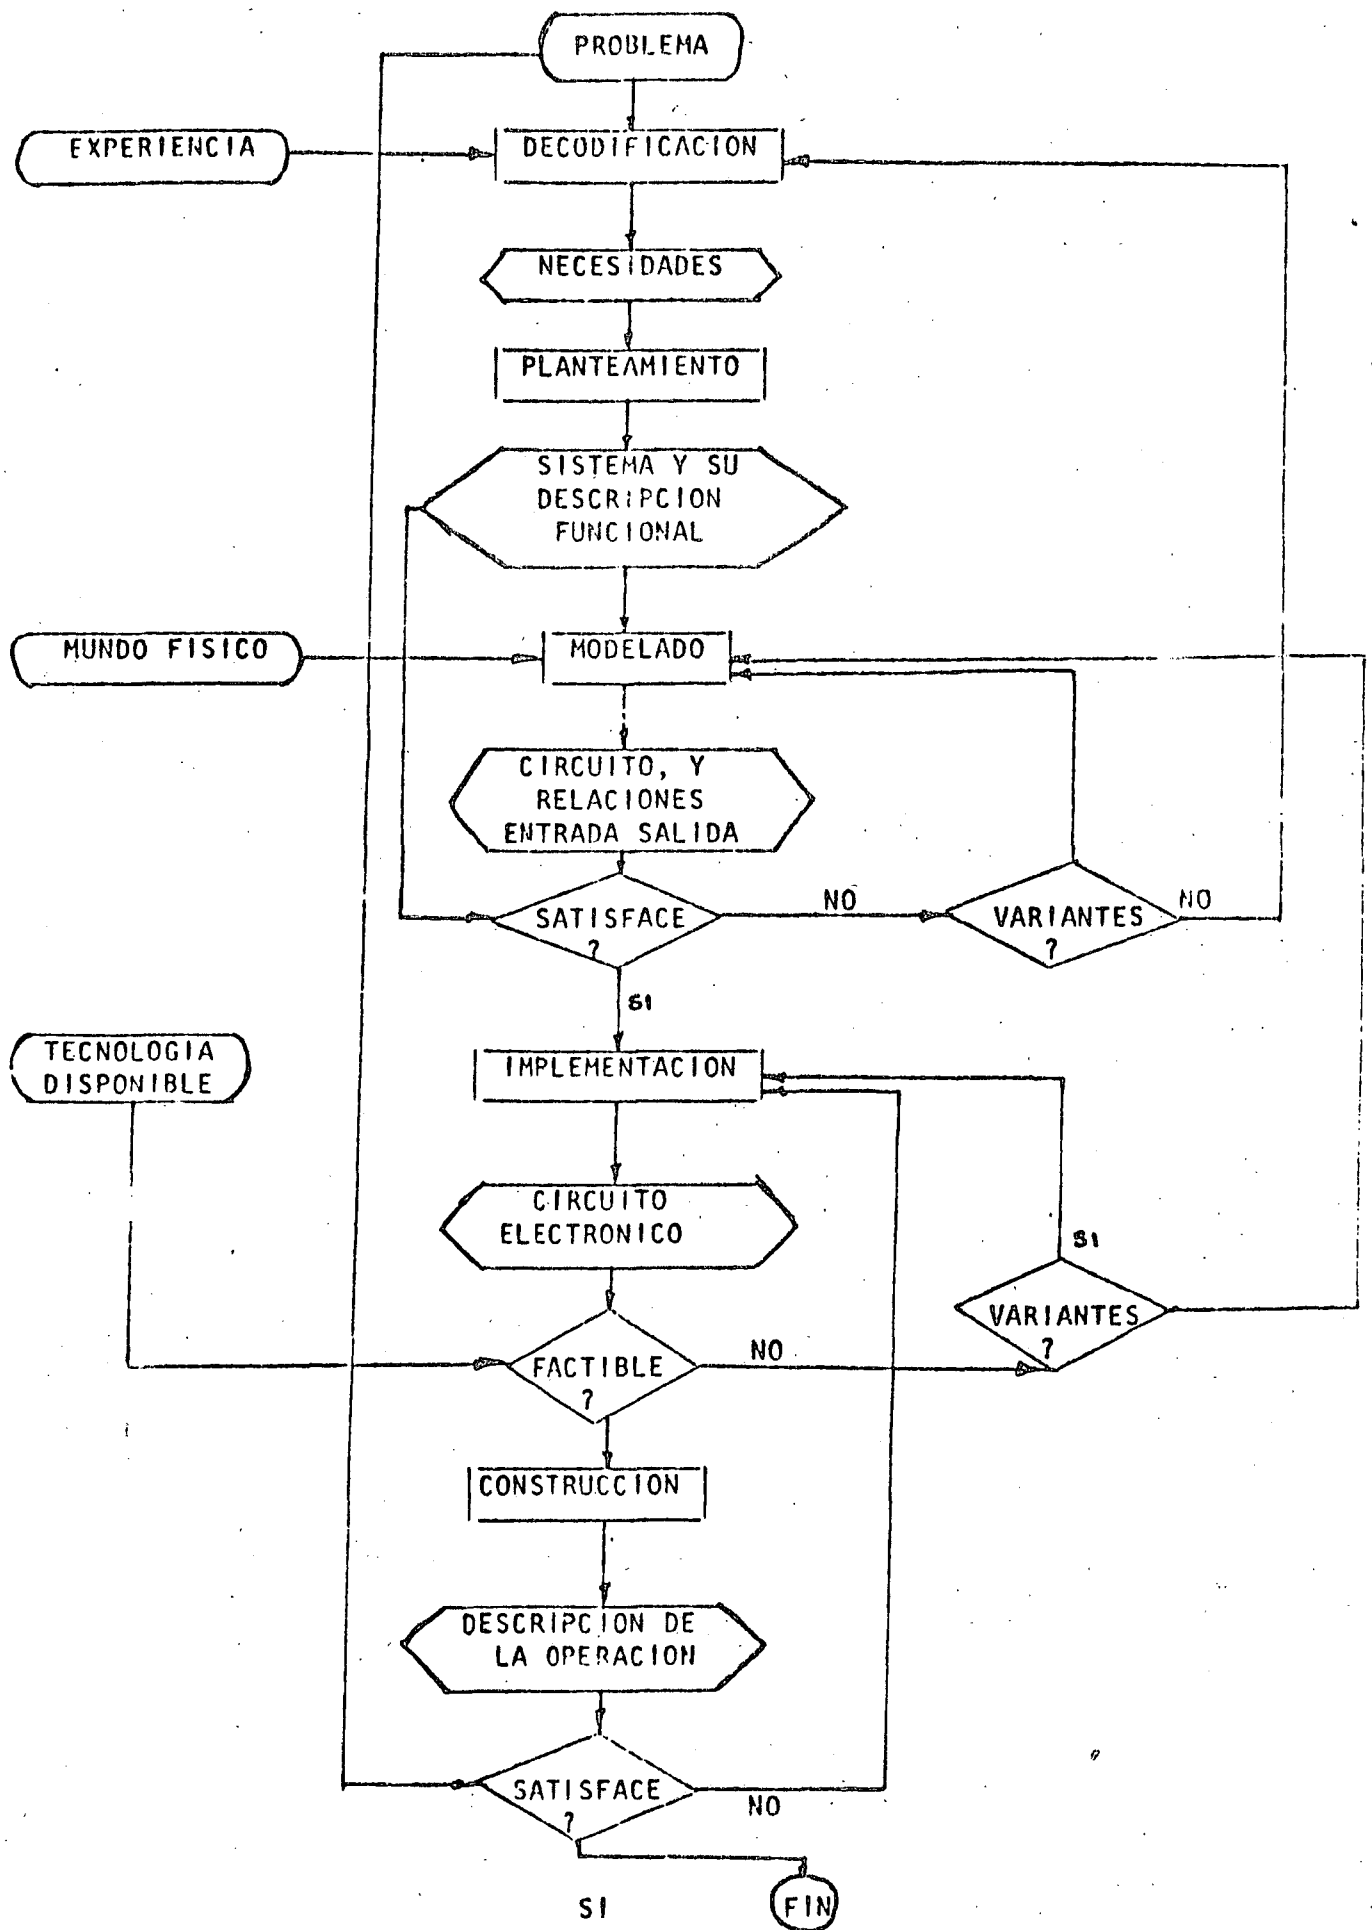 PROBLEMA
EXPERIENCIA
DECODIFICACION
NECESIDADES
PLANTEAMIENTO
SISTEMA Y SU
DESCRIPCION
FUNCIONAL
MUNDO FISICO
MODELADO
CIRCUITO, Y
RELACIONES
ENTRADA SALIDA
SATISFACE
?
NO
VARIANTES
?
NO
SI
TECNOLOGIA
DISPONIBLE
IMPLEMENTACION
CIRCUITO
ELECTRONICO
SI
VARIANTES
?
FACTIBLE
?
NO
CONSTRUCCION
DESCRIPCION DE
LA OPERACION
SATISFACE
?
NO
SI
FIN